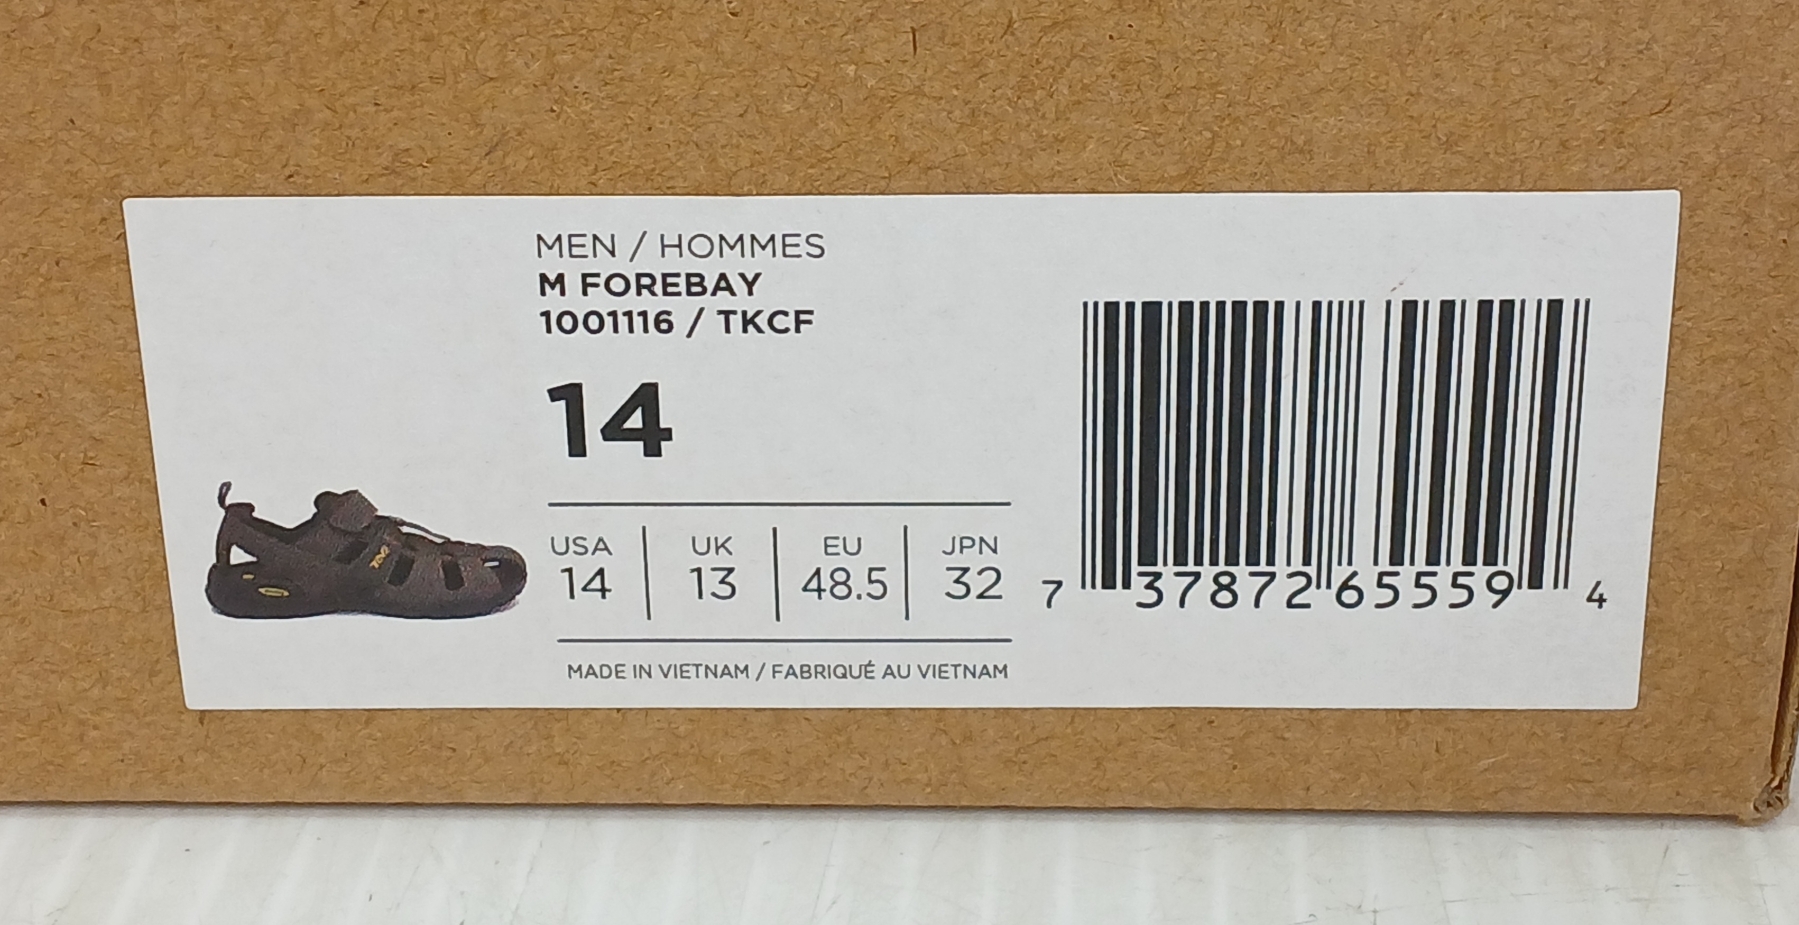 MEN / HOMMES
M FOREBAY
1001116 / TKCF
14
USA UK EU JPN
14 13 48.5 32
MADE IN VIETNAM / FABRIQUÉ AU VIETNAM
Teva
7 37872 65559 4